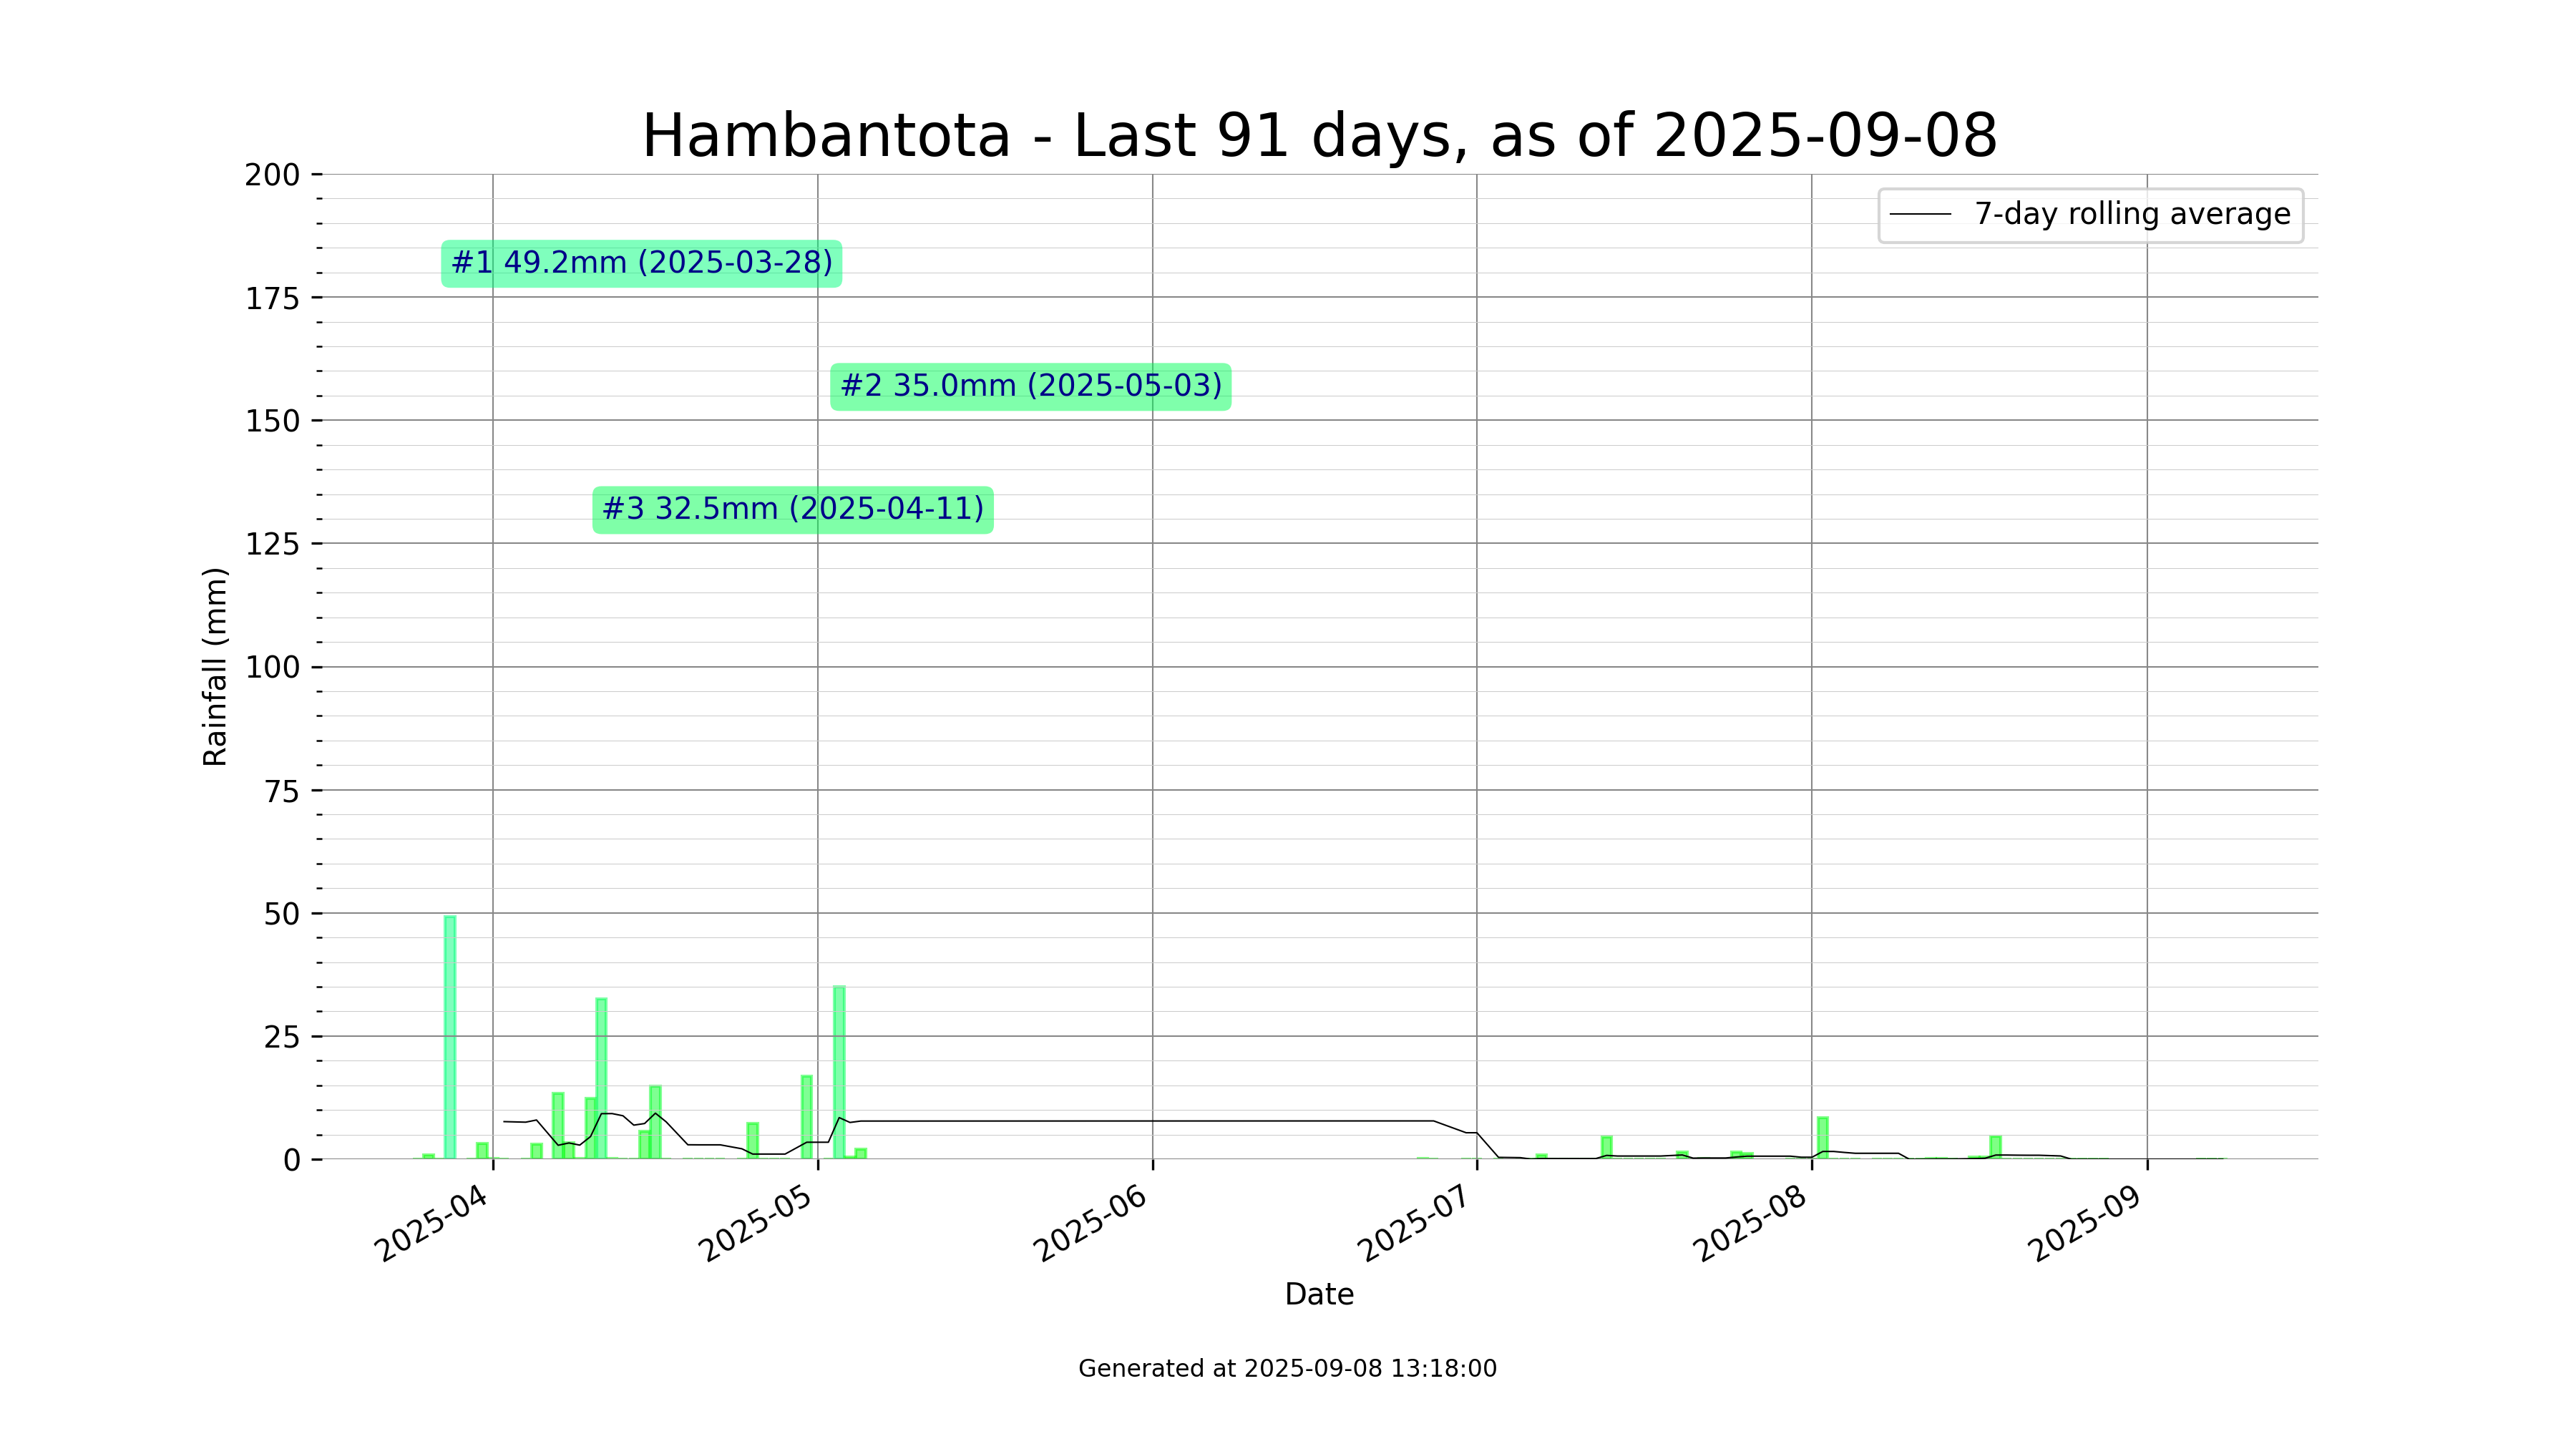 Hambantota - Last 91 days, as of 2025-09-08
7-day rolling average
#1 49.2mm (2025-03-28)
#2 35.0mm (2025-05-03)
#3 32.5mm (2025-04-11)
Rainfall (mm)
200
175
150
125
100
75
50
25
0
2025-04
2025-05
2025-06
2025-07
2025-08
2025-09
Date
Generated at 2025-09-08 13:18:00